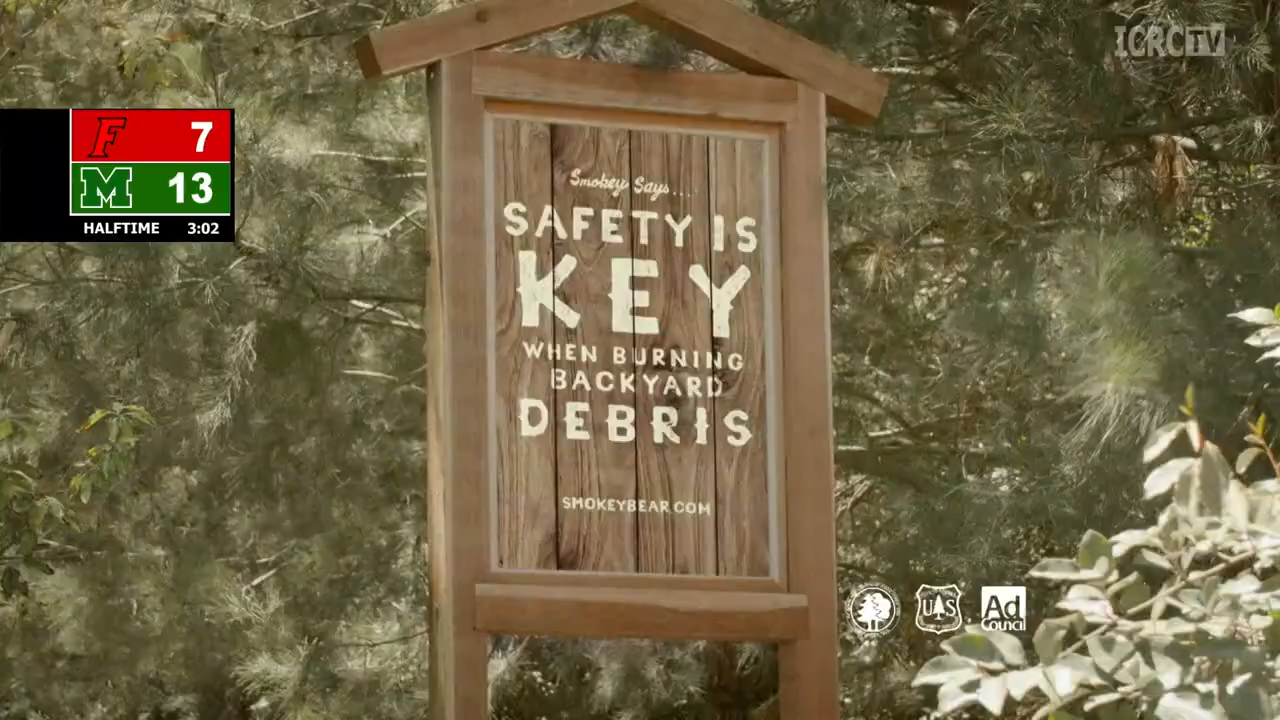 ICRCTV
F 7
M 13
HALFTIME 3:02
Smokey Says....
SAFETY IS
KEY
WHEN BURNING
BACKYARD
DEBRIS
SMOKEYBEAR.COM
US
Ad
Council